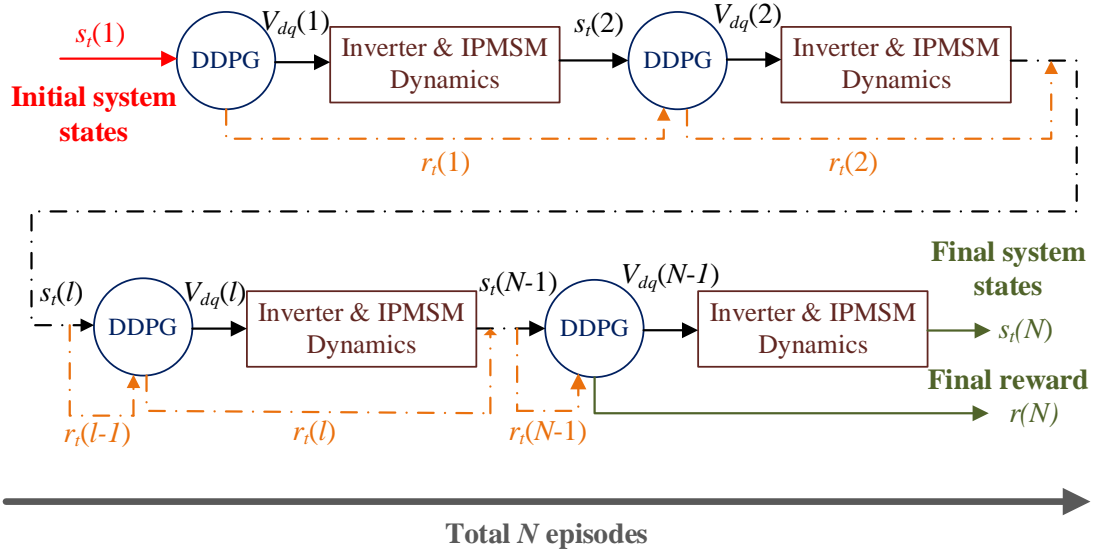 s_t(1)
V_dq(1)
s_t(2)
V_dq(2)
DDPG
Inverter & IPMSM
Dynamics
DDPG
Inverter & IPMSM
Dynamics
Initial system
states
r_t(1)
r_t(2)
s_t(l)
V_dq(l)
s_t(N-1)
V_dq(N-1)
Final system
states
DDPG
Inverter & IPMSM
Dynamics
DDPG
Inverter & IPMSM
Dynamics
s_t(N)
Final reward
r_t(l-1)
r_t(l)
r_t(N-1)
r(N)
Total N episodes